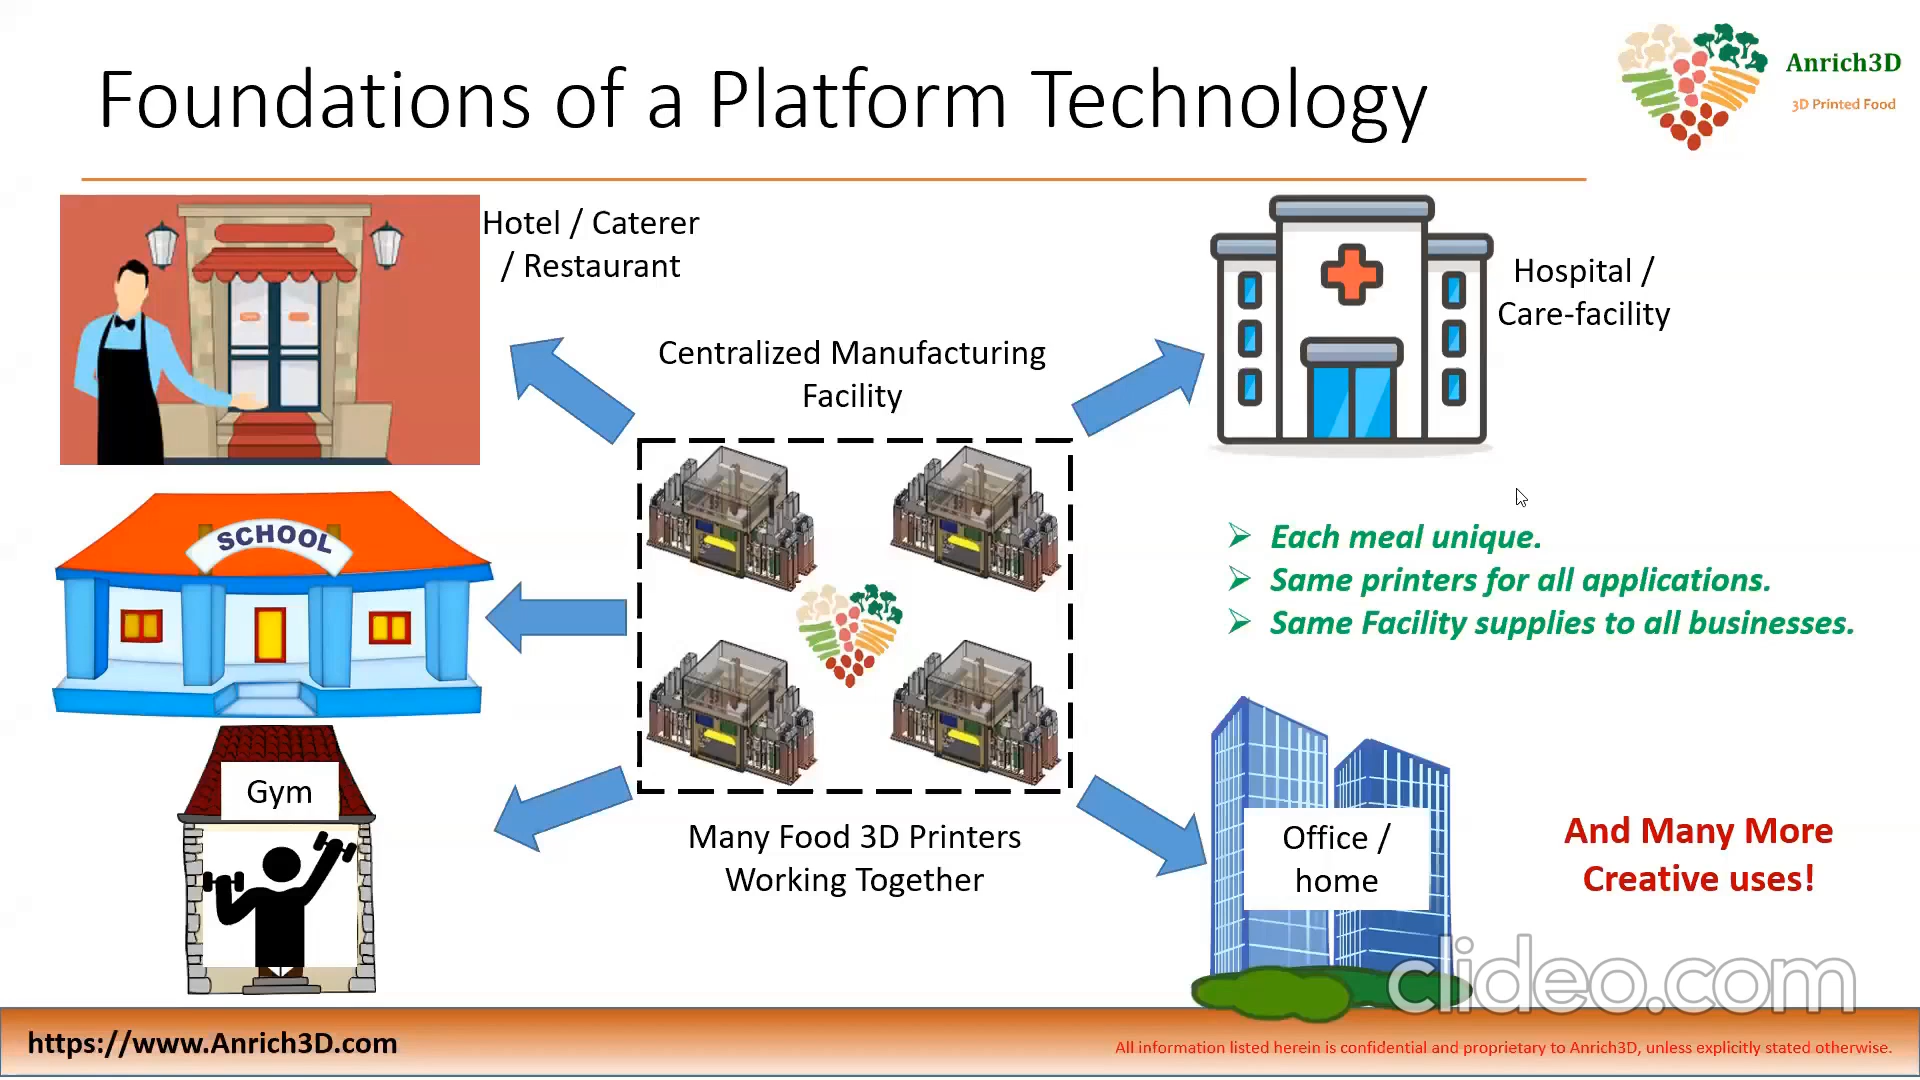 Foundations of a Platform Technology
Anrich3D
3D Printed Food
Hotel / Caterer
/ Restaurant
Hospital /
Care-facility
Centralized Manufacturing
Facility
SCHOOL
Each meal unique.
Same printers for all applications.
Same Facility supplies to all businesses.
Gym
Many Food 3D Printers
Working Together
Office /
home
And Many More
Creative uses!
clideo.com
https://www.Anrich3D.com
All information listed herein is confidential and proprietary to Anrich3D, unless explicitly stated otherwise.